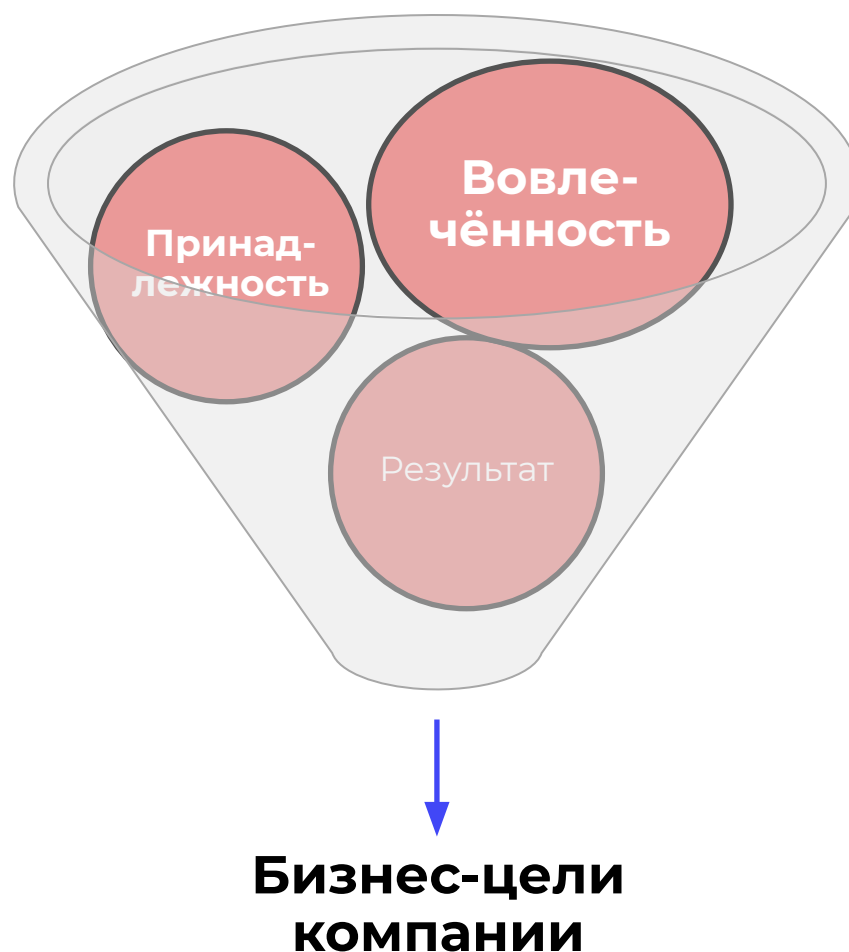 Вовле-
чённость
Принад-
лежность
Результат
Бизнес-цели
компании